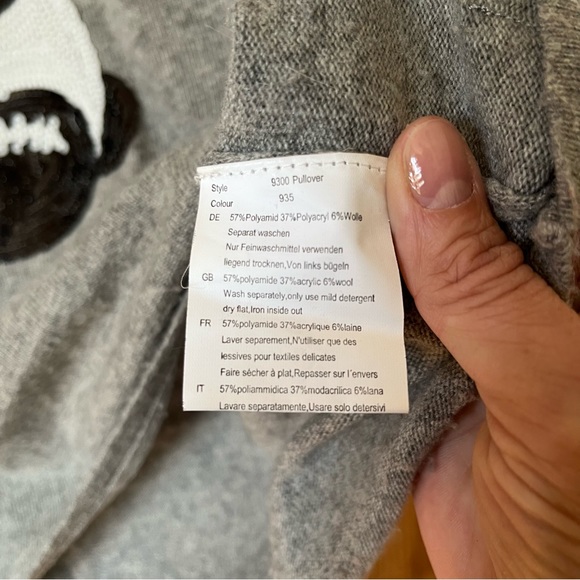 Style 9300 Pullover
Colour 935
DE 57%Polyamid 37%Polyacryl 6%Wolle
Separat waschen
Nur Feinwaschmittel verwenden
liegend trocknen,Von links bügeln
GB 57%polyamide 37%acrylic 6%wool
Wash separately,only use mild detergent
dry flat,Iron inside out
FR 57%polyamide 37%acrylique 6%laine
Laver separement,N'utiliser que des
lessives pour textiles delicates
Faire sécher à plat,Repasser sur l'envers
IT 57%poliammidica 37%modacrilica 6%lana
Lavare separatamente,Usare solo detersivi